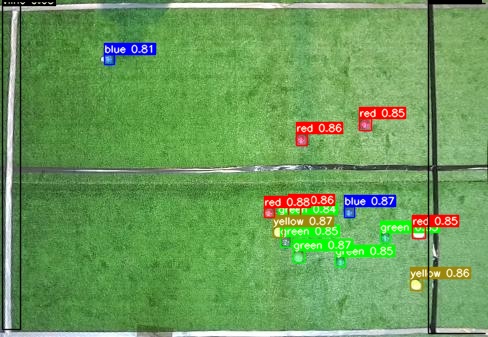 blue 0.81
red 0.85
red 0.86
red 0.88
0.86
blue 0.87
yellow 0.87
green 0.85
green
red 0.85
green 0.87
green 0.85
yellow 0.86